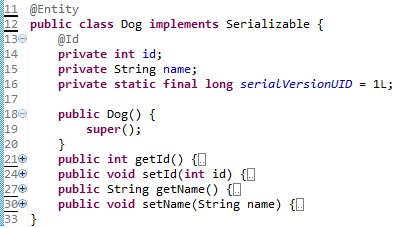 11 @Entity
12 public class Dog implements Serializable {
13 @Id
14 private int id;
15 private String name;
16 private static final long serialVersionUID = 1L;
17
18 public Dog() {
19 super();
20 }
21 public int getId() {
24 public void setId(int id) {
27 public String getName() {
30 public void setName(String name) {
33 }